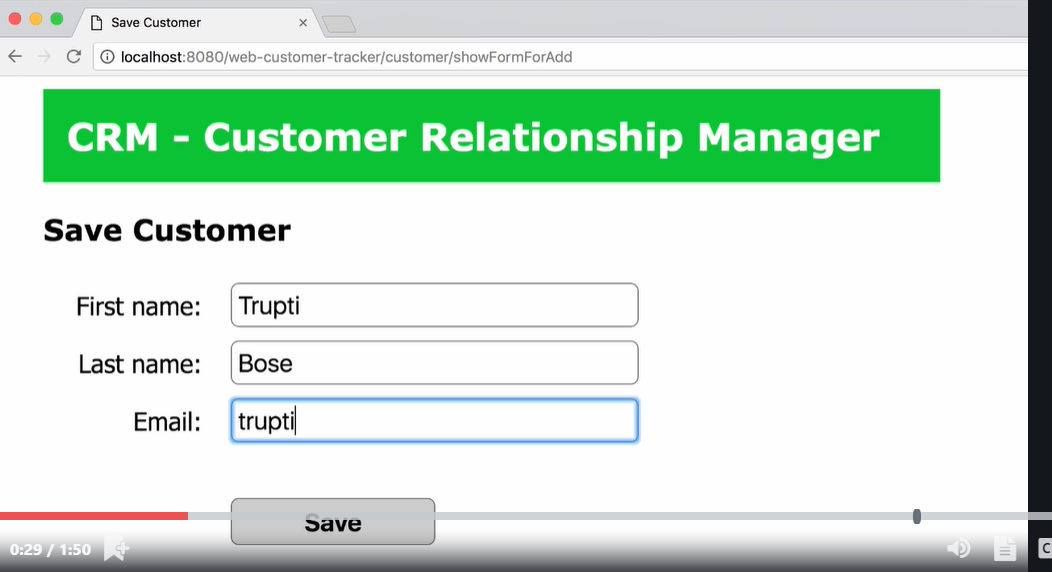 Save Customer
localhost:8080/web-customer-tracker/customer/showFormForAdd
CRM - Customer Relationship Manager
Save Customer
First name: Trupti
Last name: Bose
Email: trupti
Save
0:29 / 1:50
C